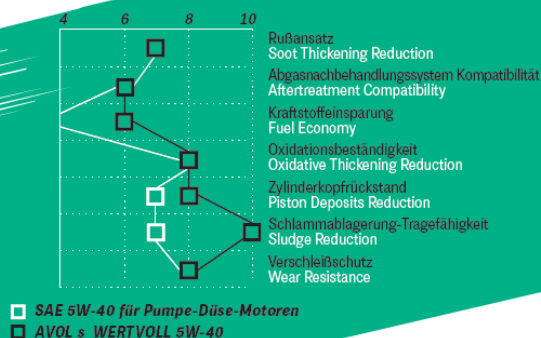 4 6 8 10
Rußansatz
Soot Thickening Reduction
Abgasnachbehandlungssystem Kompatibilität
Aftertreatment Compatibility
Kraftstoffeinsparung
Fuel Economy
Oxidationsbeständigkeit
Oxidative Thickening Reduction
Zylinderkopfrückstand
Piston Deposits Reduction
Schlammablagerung-Tragefähigkeit
Sludge Reduction
Verschleißschutz
Wear Resistance
SAE 5W-40 für Pumpe-Düse-Motoren
AVOL s WERTVOLL 5W-40